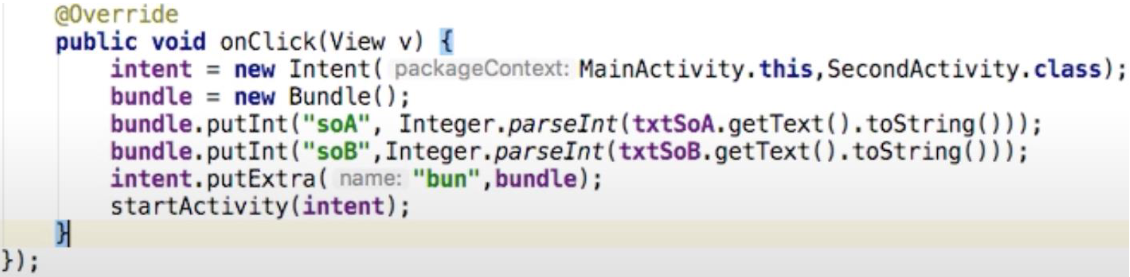 @Override
public void onClick(View v) {
intent = new Intent( packageContext: MainActivity.this,SecondActivity.class);
bundle = new Bundle();
bundle.putInt("soA", Integer.parseInt(txtSoA.getText().toString()));
bundle.putInt("soB",Integer.parseInt(txtSoB.getText().toString()));
intent.putExtra( name: "bun",bundle);
startActivity(intent);
}
});